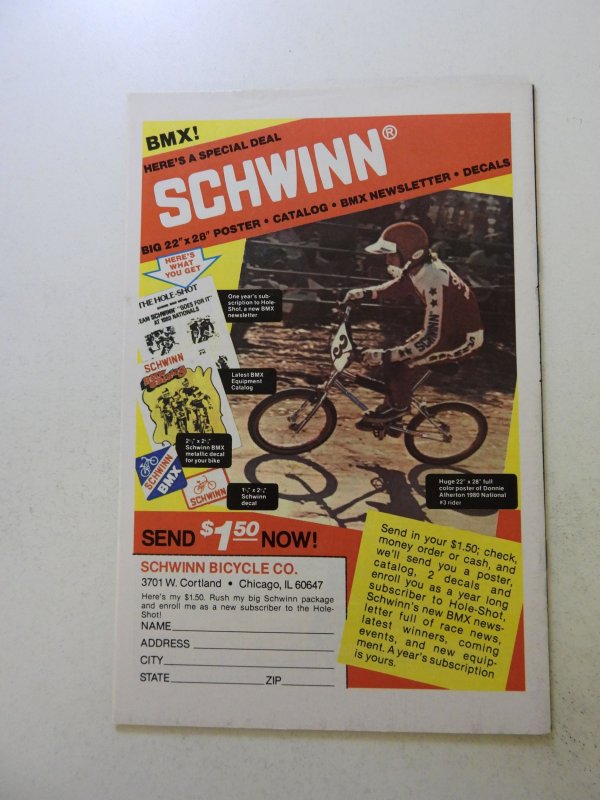 BMX!
HERE'S A SPECIAL DEAL
SCHWINN®
BIG 22" x 28" POSTER • CATALOG • BMX NEWSLETTER • DECALS
HERE'S
WHAT
YOU GET
THE HOLE-SHOT
EAM SCHWINN "GOES FOR IT"
AT NATIONALS
SCHWINN
One year's sub-
scription to Hole-
Shot, a new BMX
newsletter
Latest BMX
Equipment
Catalog
Schwinn BMX
metallic decal
for your bike
SCHWINN
BMX
SCHWINN
Schwinn
decal
SCHWINN
Huge 22" x 28" full
color poster of Donnie
Atherton 1980 National
#3 rider
SEND $1.50 NOW!
SCHWINN BICYCLE CO.
3701 W. Cortland • Chicago, IL 60647
Here's my $1.50. Rush my big Schwinn package
and enroll me as a new subscriber to the Hole-
Shot!
NAME
ADDRESS
CITY
STATE ZIP
Send in your $1.50; check,
money order or cash, and
we'll send you a poster,
catalog, 2 decals and
enroll you as a year long
subscriber to Hole-Shot,
Schwinn's new BMX news-
letter full of race news,
latest winners, coming
events, and new equip-
ment. A year's subscription
is yours.